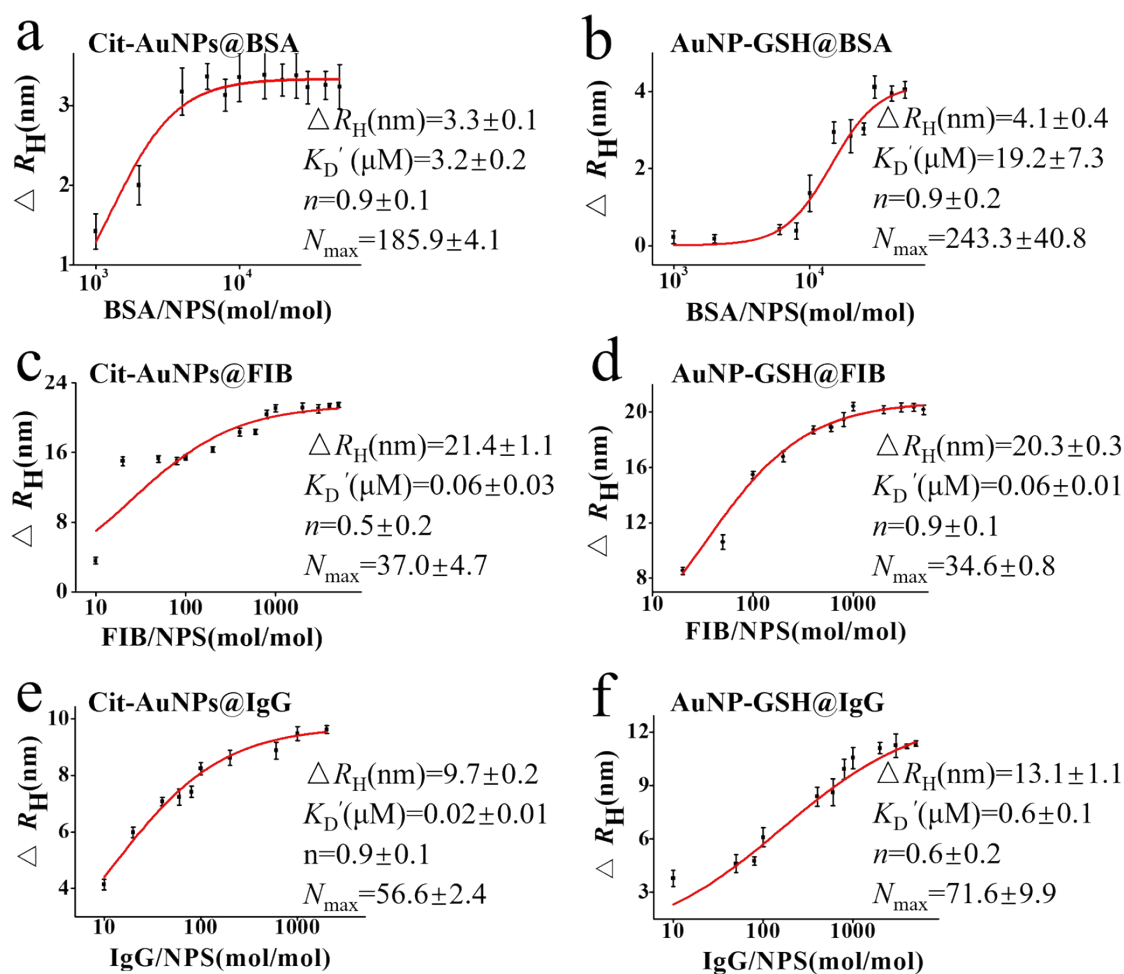 a
Cit-AuNPs@BSA
△ RH(nm)
3
2
1
△RH(nm)=3.3±0.1
KD′(μM)=3.2±0.2
n=0.9±0.1
Nmax=185.9±4.1
10³
10⁴
BSA/NPS(mol/mol)
b
AuNP-GSH@BSA
△ RH(nm)
4
2
0
△RH(nm)=4.1±0.4
KD′(μM)=19.2±7.3
n=0.9±0.2
Nmax=243.3±40.8
10³
10⁴
BSA/NPS(mol/mol)
c
Cit-AuNPs@FIB
△ RH(nm)
24
16
8
0
△RH(nm)=21.4±1.1
KD′(μM)=0.06±0.03
n=0.5±0.2
Nmax=37.0±4.7
10
100
1000
FIB/NPS(mol/mol)
d
AuNP-GSH@FIB
△ RH(nm)
20
16
12
8
△RH(nm)=20.3±0.3
KD′(μM)=0.06±0.01
n=0.9±0.1
Nmax=34.6±0.8
10
100
1000
FIB/NPS(mol/mol)
e
Cit-AuNPs@IgG
△ RH(nm)
10
8
6
4
△RH(nm)=9.7±0.2
KD′(μM)=0.02±0.01
n=0.9±0.1
Nmax=56.6±2.4
10
100
1000
IgG/NPS(mol/mol)
f
AuNP-GSH@IgG
△ RH(nm)
12
9
6
3
△RH(nm)=13.1±1.1
KD′(μM)=0.6±0.1
n=0.6±0.2
Nmax=71.6±9.9
10
100
1000
IgG/NPS(mol/mol)